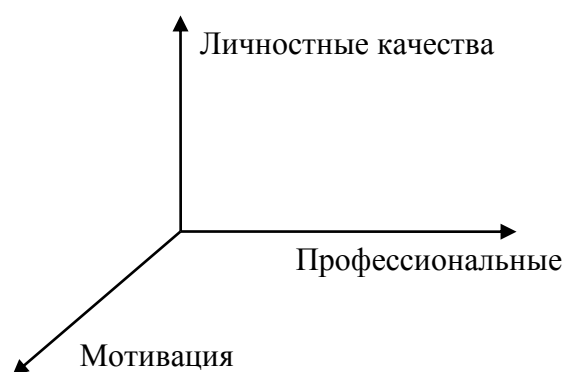 Личностные качества
Профессиональные
Мотивация